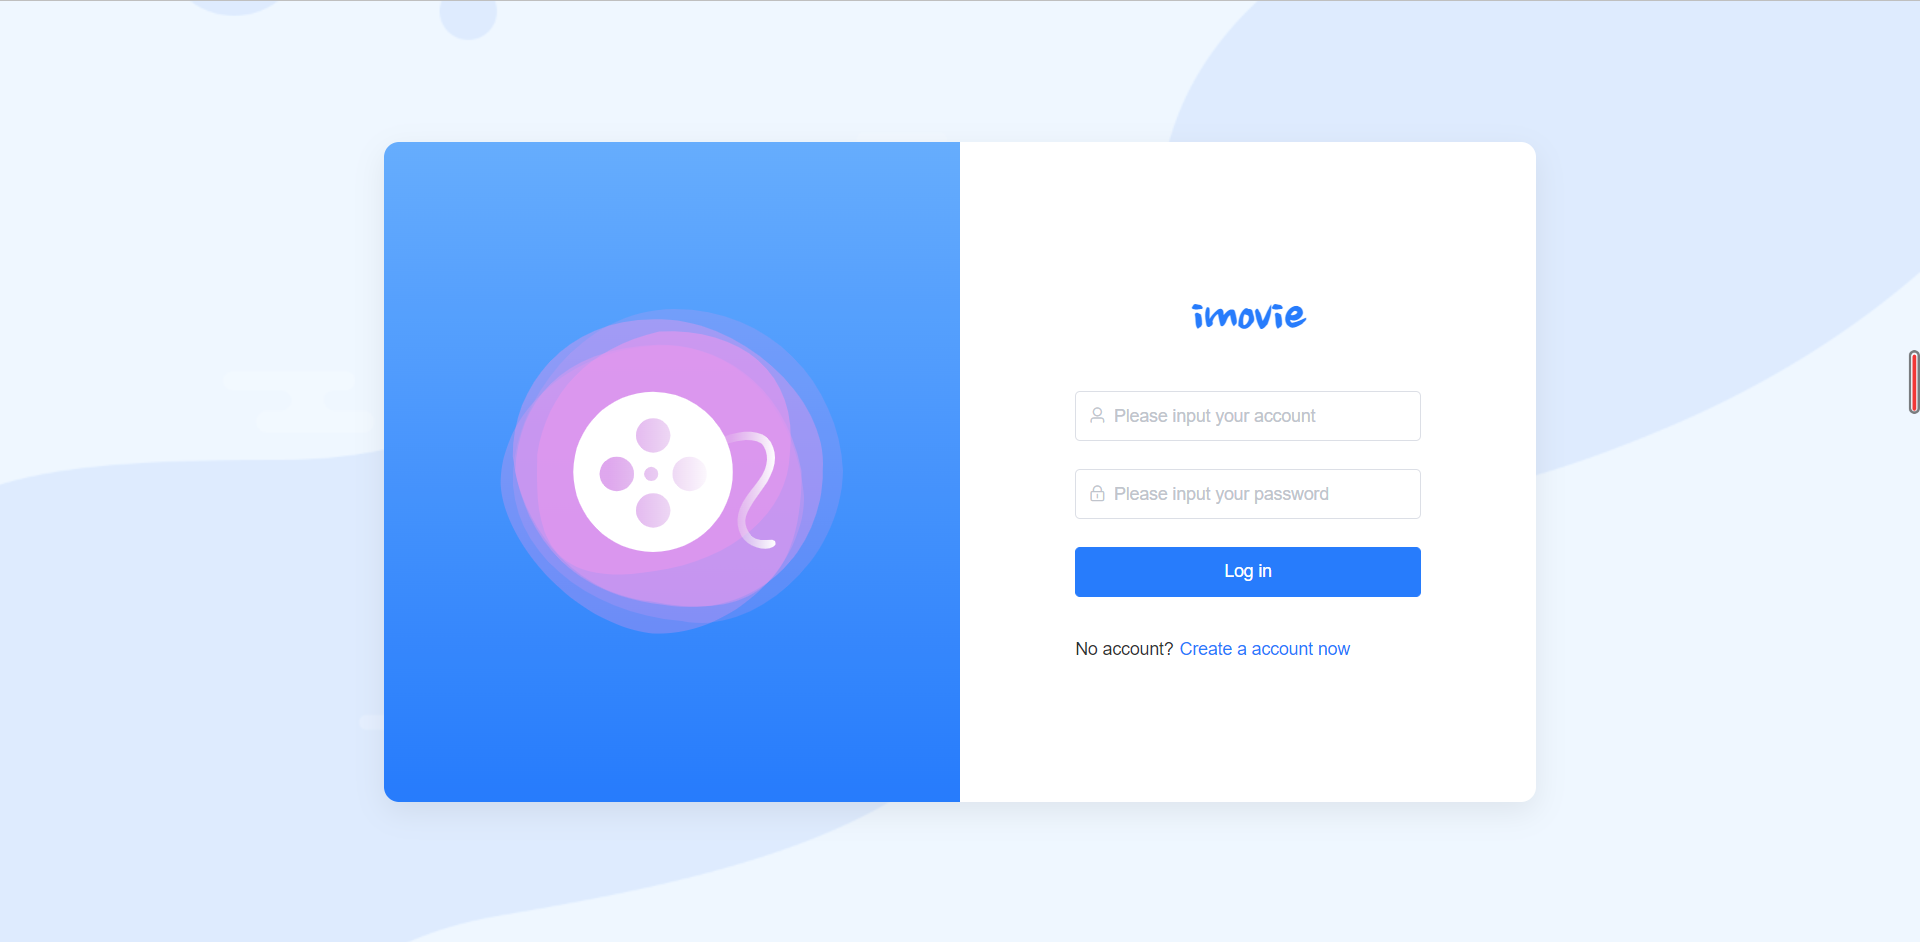 imovie
Please input your account
Please input your password
Log in
No account? Create a account now